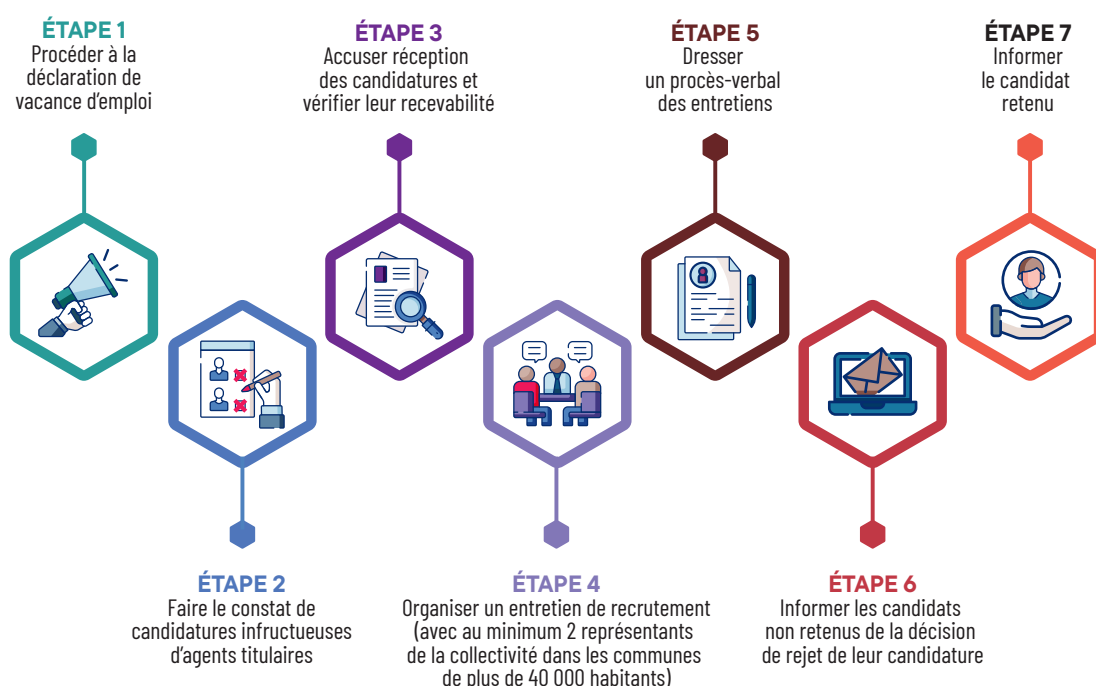 ÉTAPE 1
Procéder à la
déclaration de
vacance d'emploi
ÉTAPE 2
Faire le constat de
candidatures infructueuses
d'agents titulaires
ÉTAPE 3
Accuser réception
des candidatures et
vérifier leur recevabilité
ÉTAPE 4
Organiser un entretien de recrutement
(avec au minimum 2 représentants
de la collectivité dans les communes
de plus de 40 000 habitants)
ÉTAPE 5
Dresser
un procès-verbal
des entretiens
ÉTAPE 6
Informer les candidats
non retenus de la décision
de rejet de leur candidature
ÉTAPE 7
Informer
le candidat
retenu